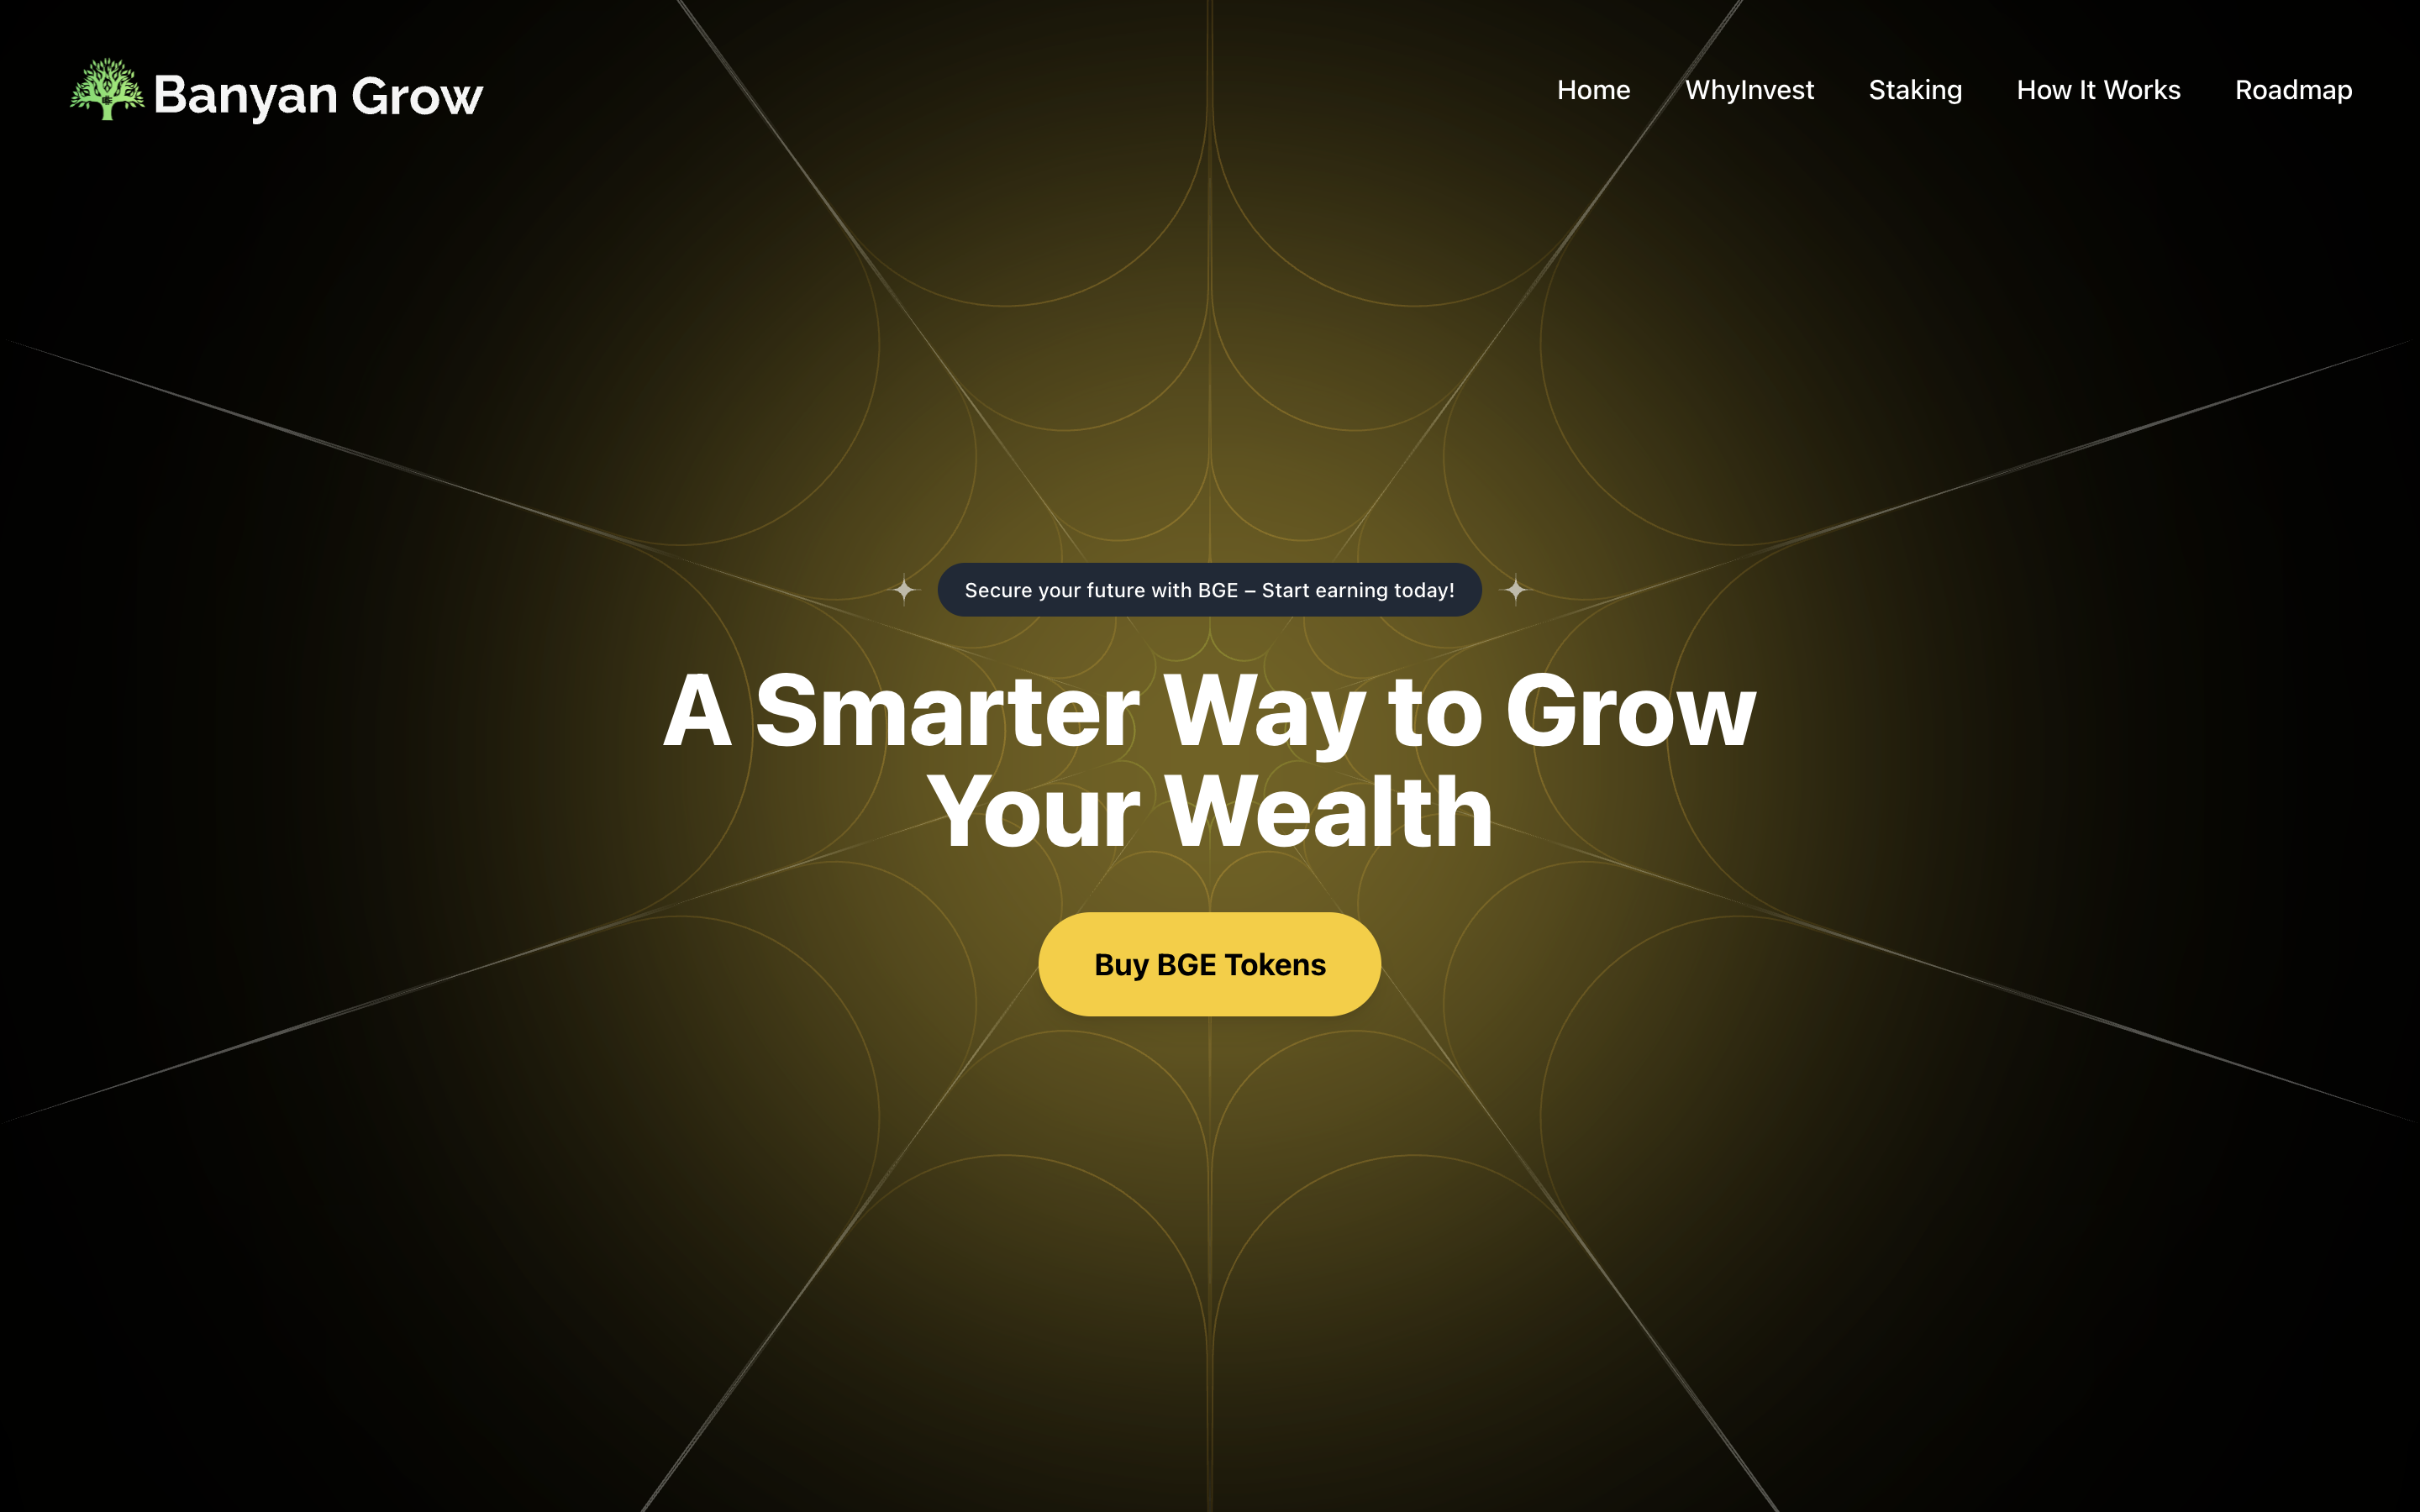 Banyan Grow
Home WhyInvest Staking How It Works Roadmap
Secure your future with BGE – Start earning today!
A Smarter Way to Grow
Your Wealth
Buy BGE Tokens